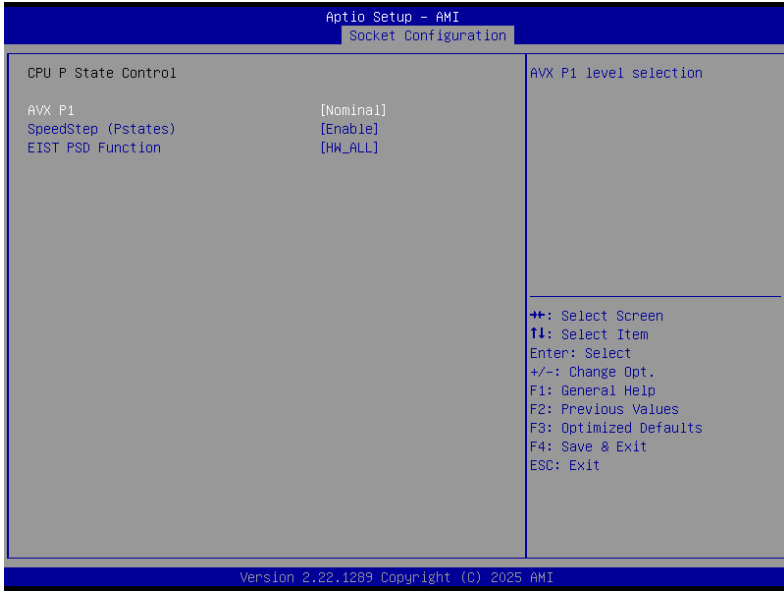 Aptio Setup – AMI
Socket Configuration
CPU P State Control
AVX P1 [Nominal]
SpeedStep (Pstates) [Enable]
EIST PSD Function [HW_ALL]
AVX P1 level selection
→←: Select Screen
↑↓: Select Item
Enter: Select
+/-: Change Opt.
F1: General Help
F2: Previous Values
F3: Optimized Defaults
F4: Save & Exit
ESC: Exit
Version 2.22.1289 Copyright (C) 2025 AMI